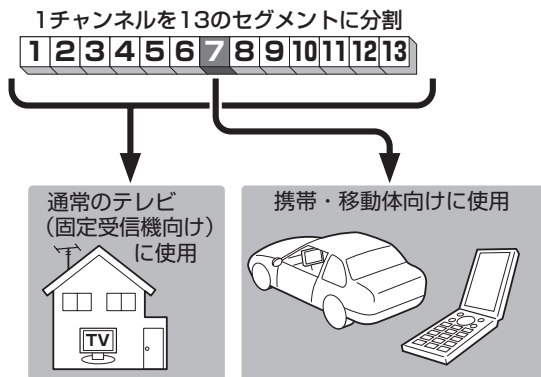 1チャンネルを13のセグメントに分割
1 2 3 4 5 6 7 8 9 10 11 12 13
通常のテレビ
（固定受信機向け）
に使用
TV
携帯・移動体向けに使用